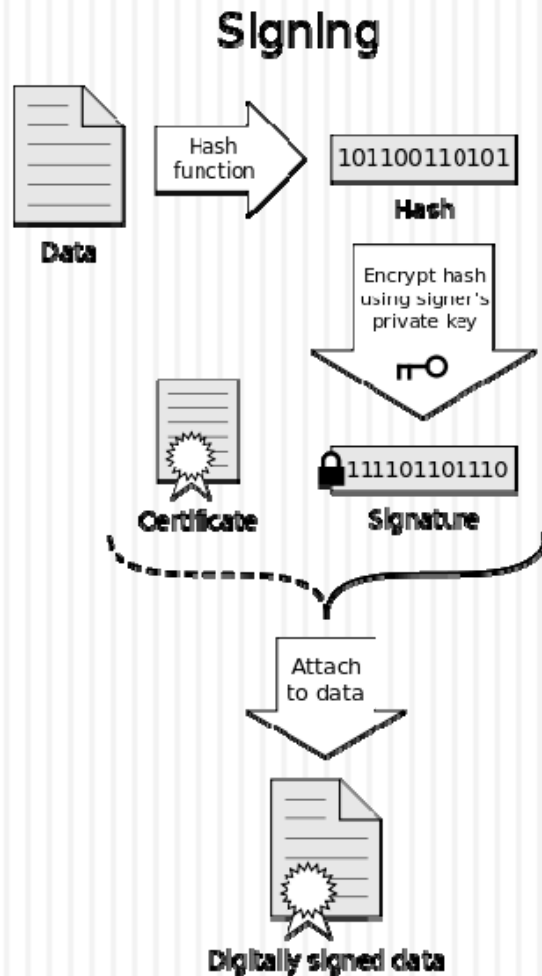 Signing
Hash
function
101100110101
Hash
Data
Encrypt hash
using signer's
private key
111101101110
Certificate
Signature
Attach
to data
Digitally signed data